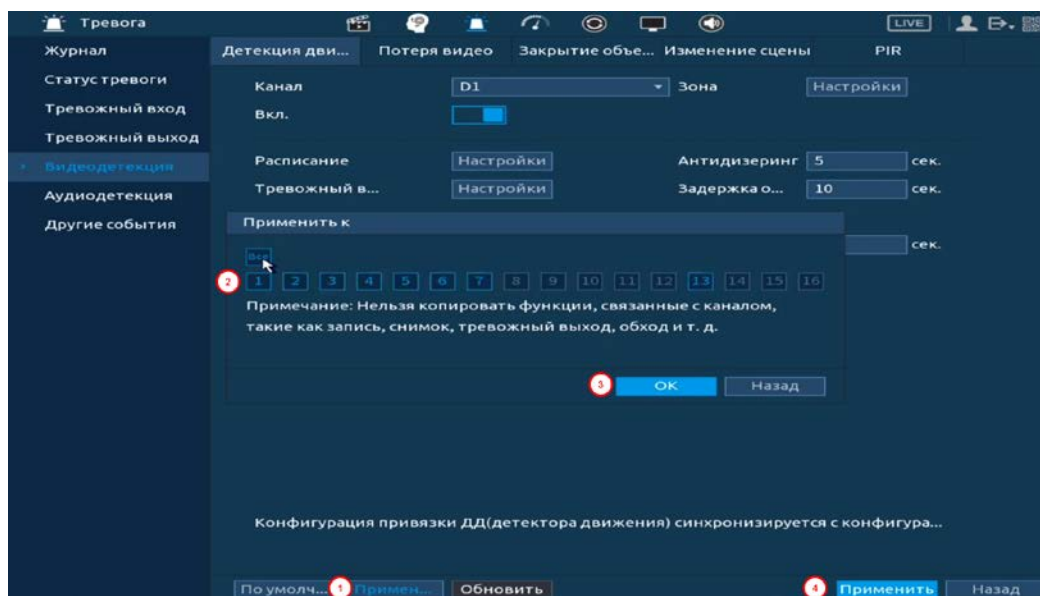 Тревога
LIVE
Журнал
Статус тревоги
Тревожный вход
Тревожный выход
Видеодетекция
Аудиодетекция
Другие события
Детекция дви... Потеря видео Закрытие объе... Изменение сцены PIR
Канал D1 Зона Настройки
Вкл.
Расписание Настройки Антидизеринг 5 сек.
Тревожный в... Настройки Задержка о... 10 сек.
сек.
Применить к
Все
2 1 2 3 4 5 6 7 8 9 10 11 12 13 14 15 16
Примечание: Нельзя копировать функции, связанные с каналом,
такие как запись, снимок, тревожный выход, обход и т. д.
3 OK Назад
Конфигурация привязки ДД(детектора движения) синхронизируется с конфигура...
По умолч... 1 Примен... Обновить 4 Применить Назад